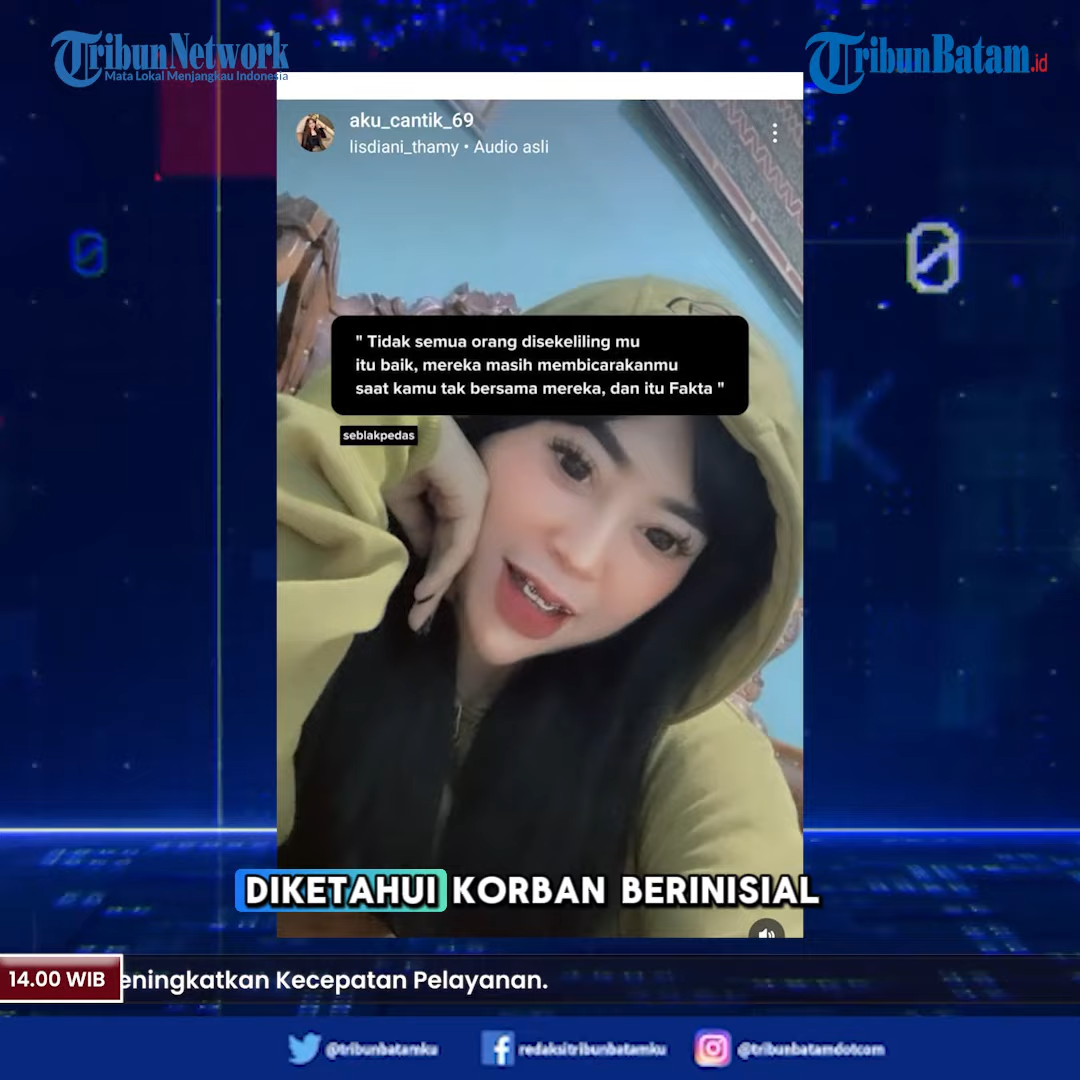 TribunNetwork
Mata Lokal Menjangkau Indonesia
TribunBatam.id
aku_cantik_69
lisdiani_thamy • Audio asli
" Tidak semua orang disekeliling mu
itu baik, mereka masih membicarakanmu
saat kamu tak bersama mereka, dan itu Fakta "
seblakpedas
DIKETAHUI KORBAN BERINISIAL
14.00 WIB
eningkatkan Kecepatan Pelayanan.
@tribunbatamku
redaksitribunbatamku
@tribunbatamdotcom